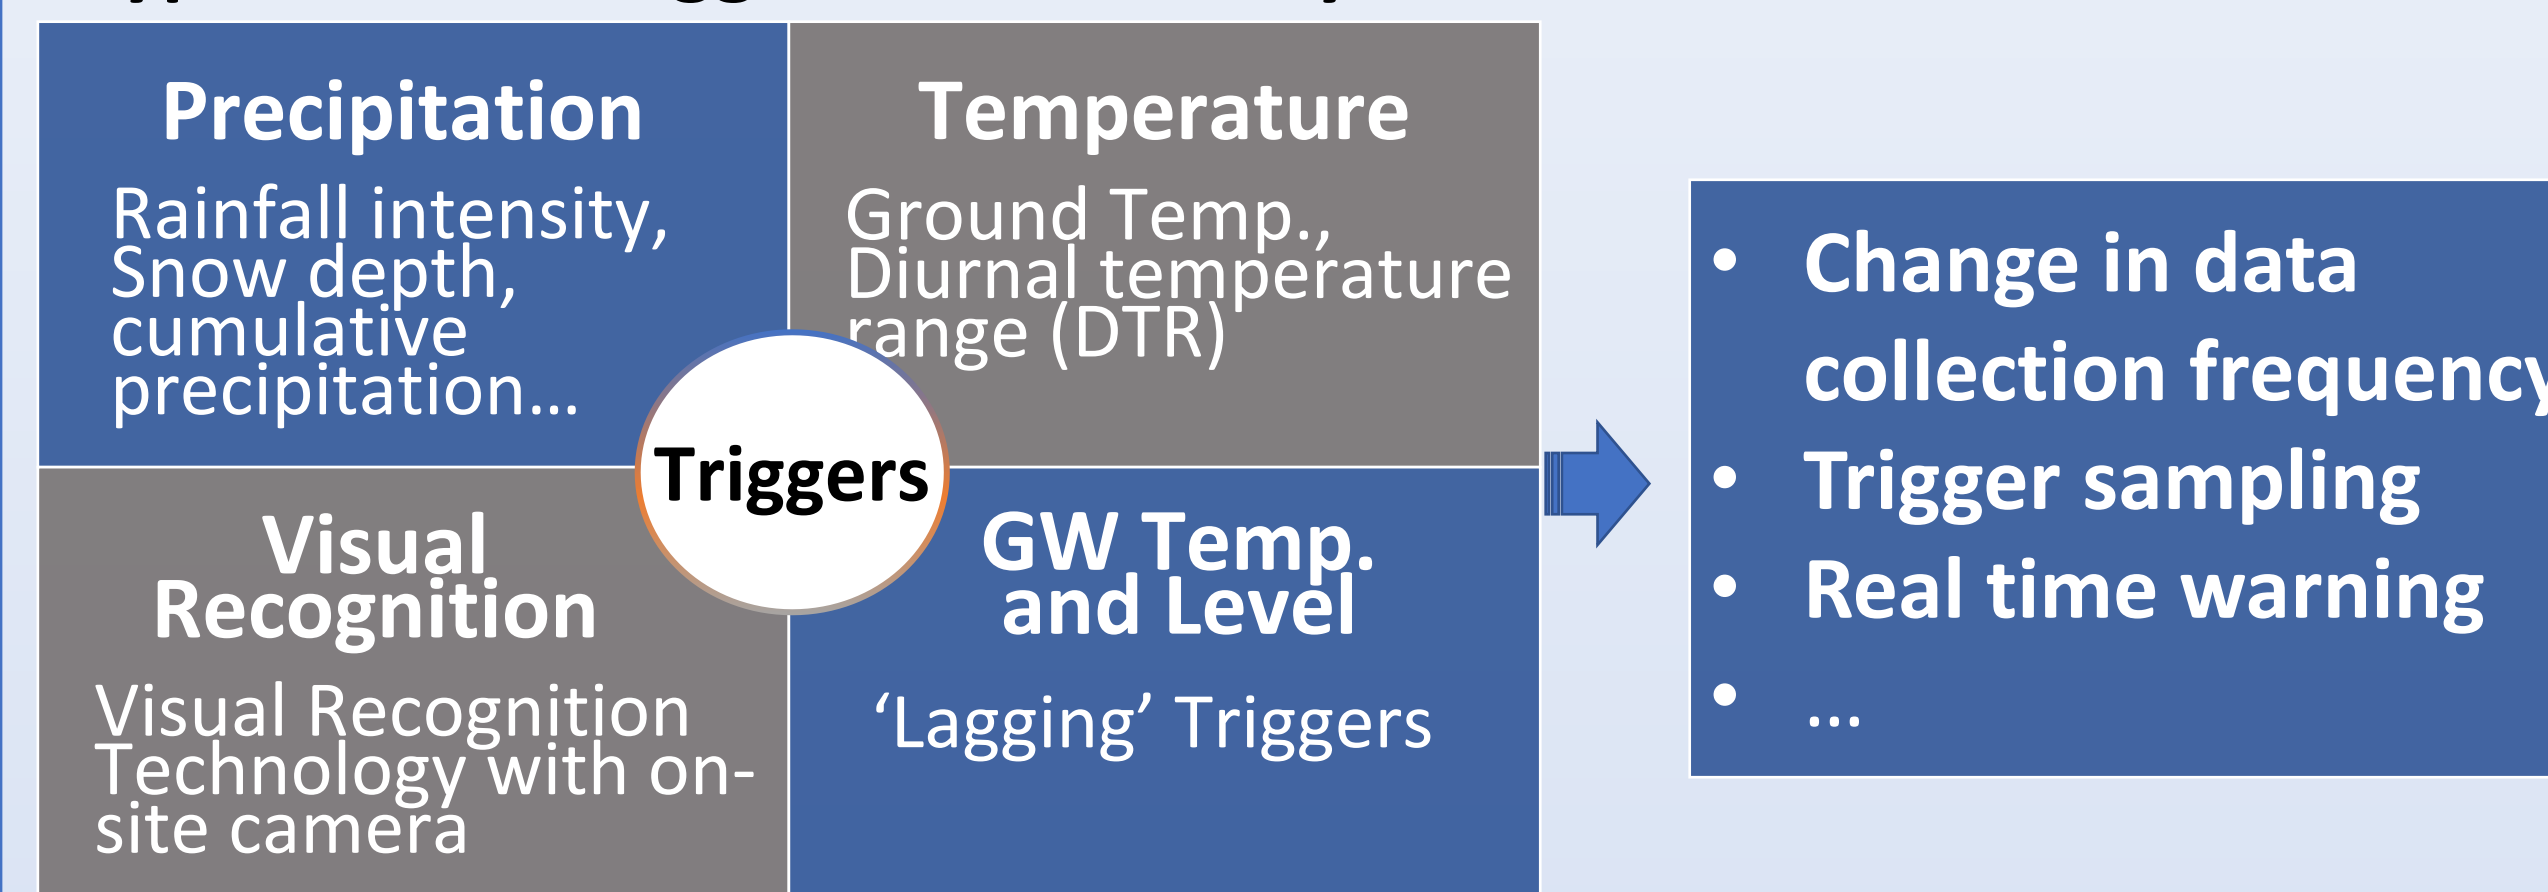 Precipitation
Rainfall intensity,
Snow depth,
cumulative
precipitation...
Temperature
Ground Temp.,
Diurnal temperature
range (DTR)
Triggers
Visual
Recognition
Visual Recognition
Technology with on-
site camera
GW Temp.
and Level
‘Lagging’ Triggers
• Change in data
collection frequency
• Trigger sampling
• Real time warning
• ...